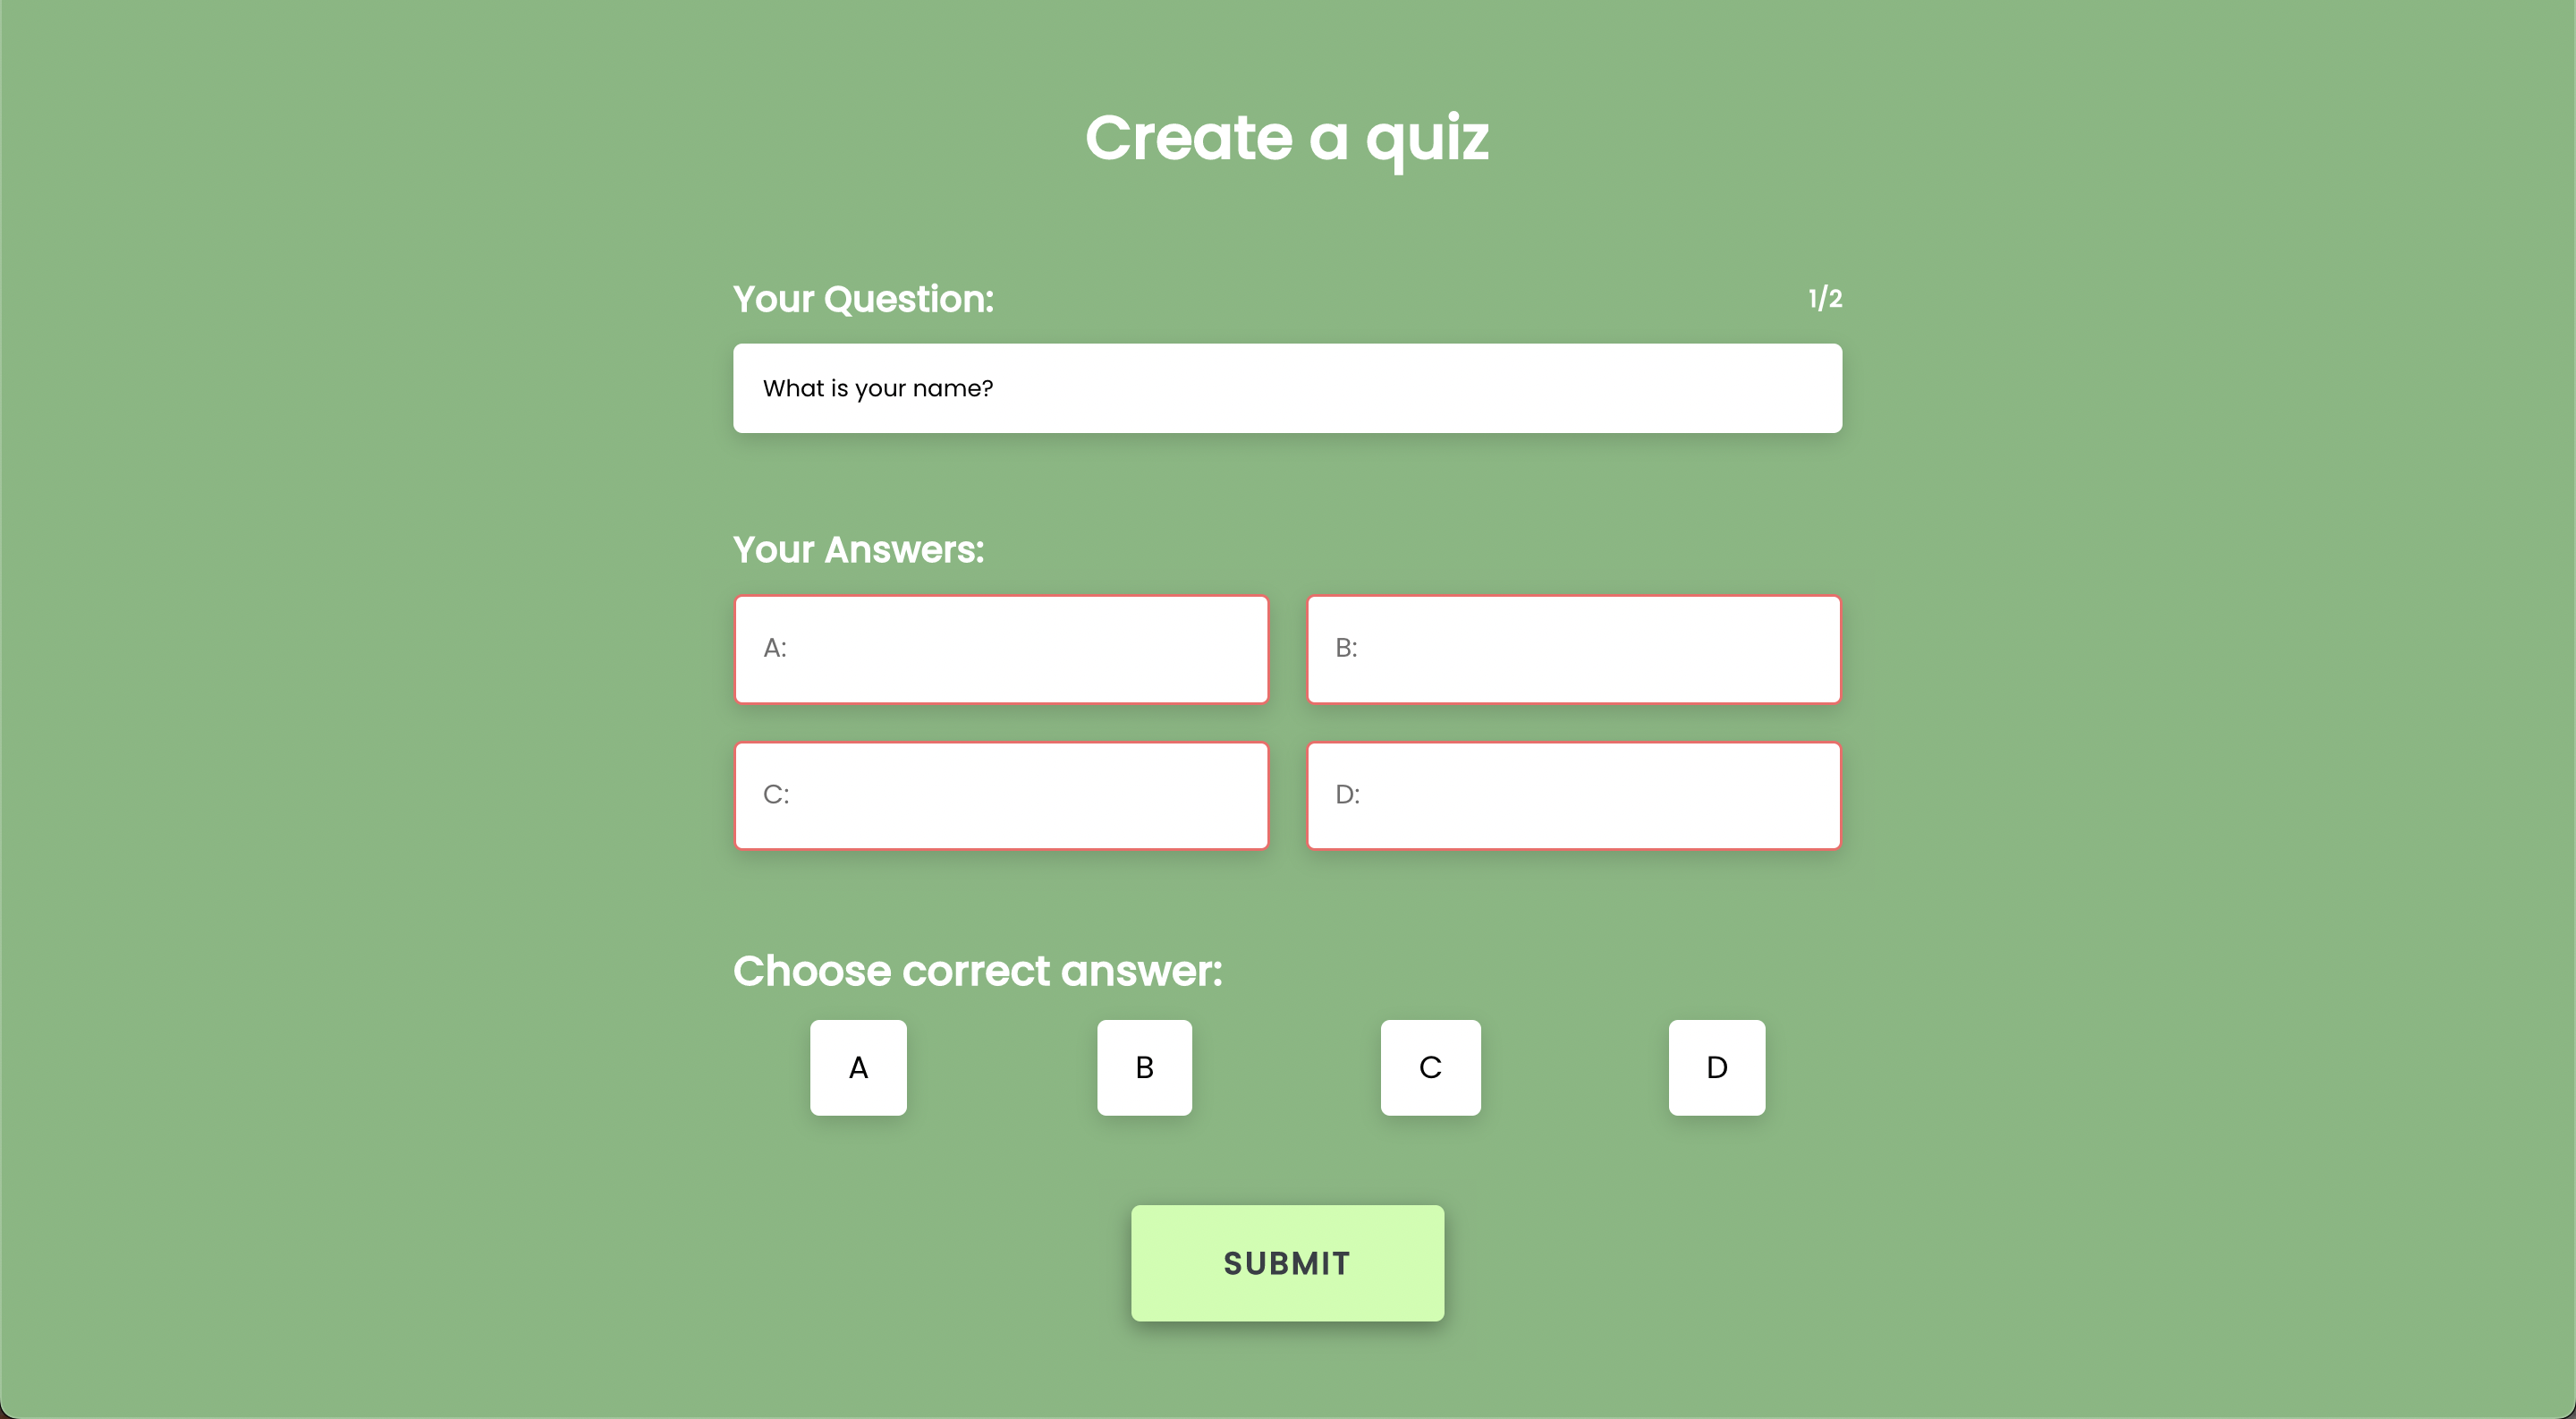 Create a quiz
Your Question: 1/2
What is your name?
Your Answers:
A: B:
C: D:
Choose correct answer:
A B C D
SUBMIT